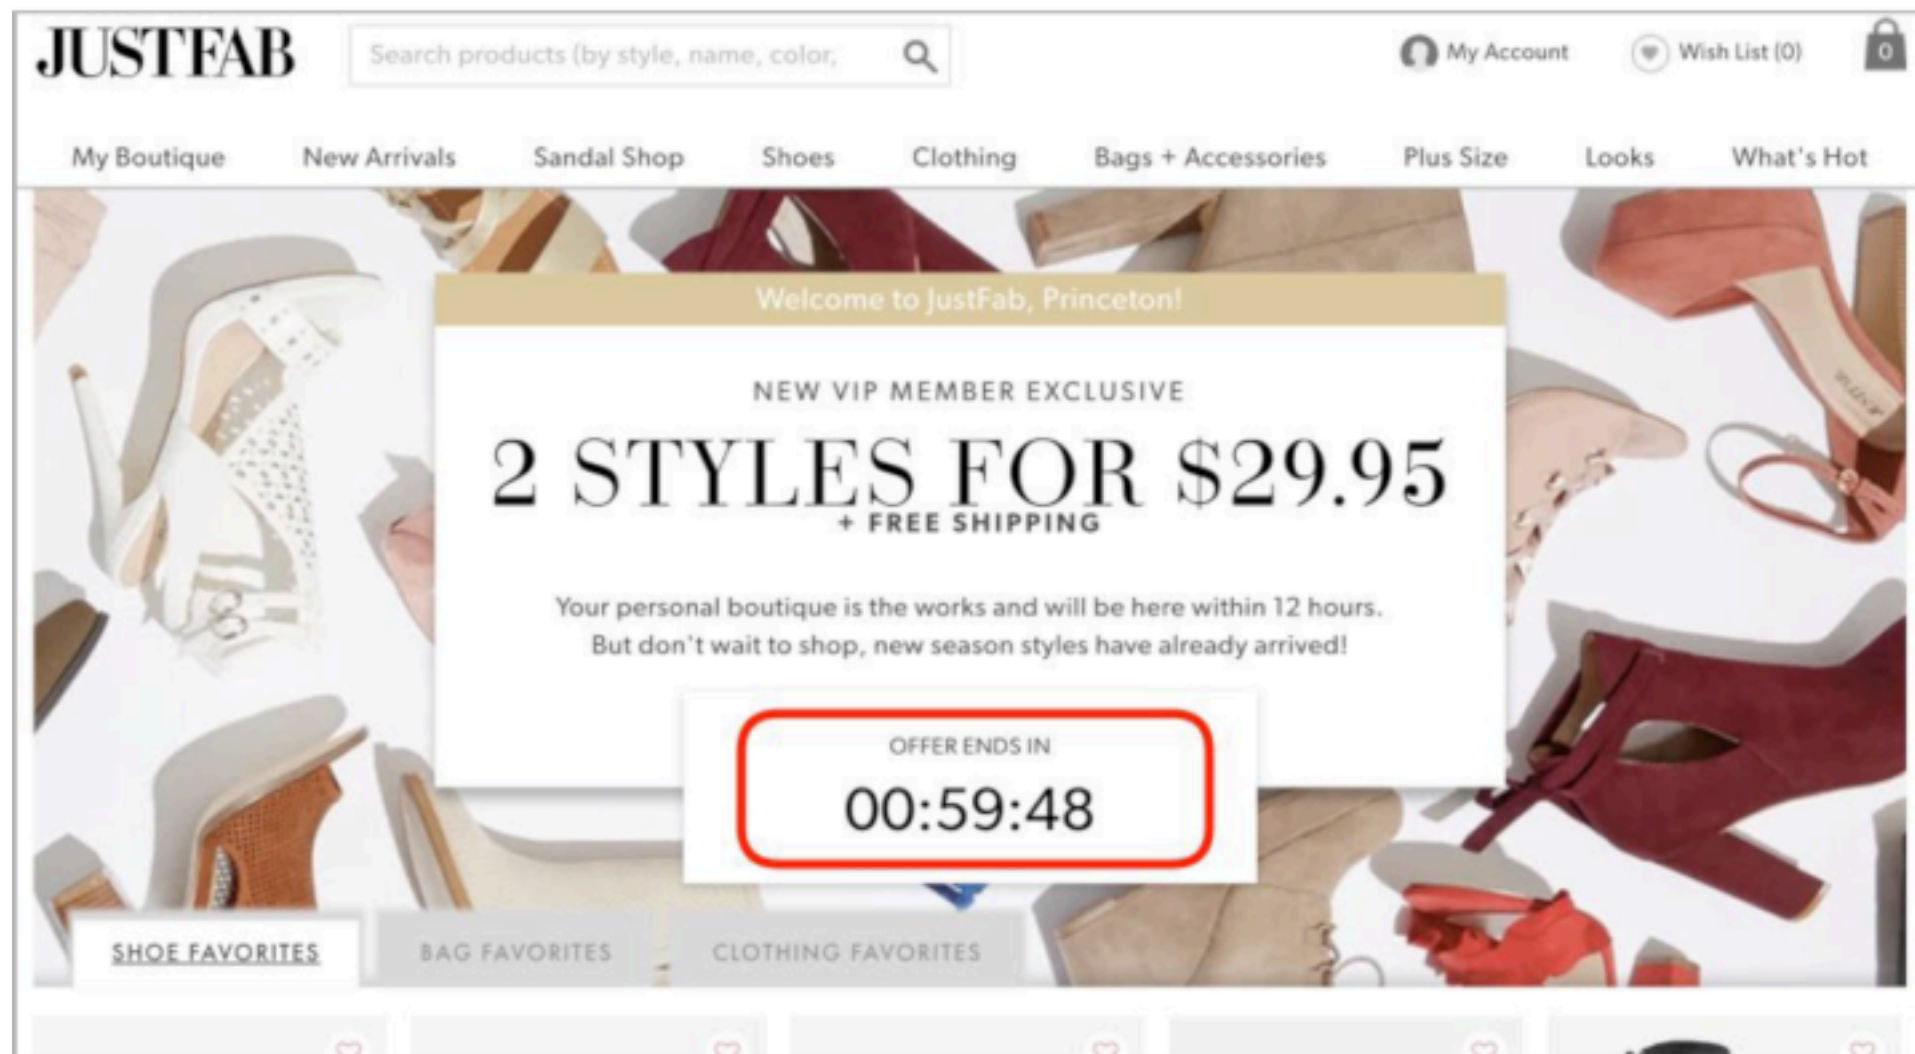 JUSTFAB
Search products (by style, name, color,
My Account
Wish List (0)
0
My Boutique
New Arrivals
Sandal Shop
Shoes
Clothing
Bags + Accessories
Plus Size
Looks
What's Hot
Welcome to JustFab, Princeton!
NEW VIP MEMBER EXCLUSIVE
2 STYLES FOR $29.95
+ FREE SHIPPING
Your personal boutique is the works and will be here within 12 hours.
But don't wait to shop, new season styles have already arrived!
OFFER ENDS IN
00:59:48
SHOE FAVORITES
BAG FAVORITES
CLOTHING FAVORITES